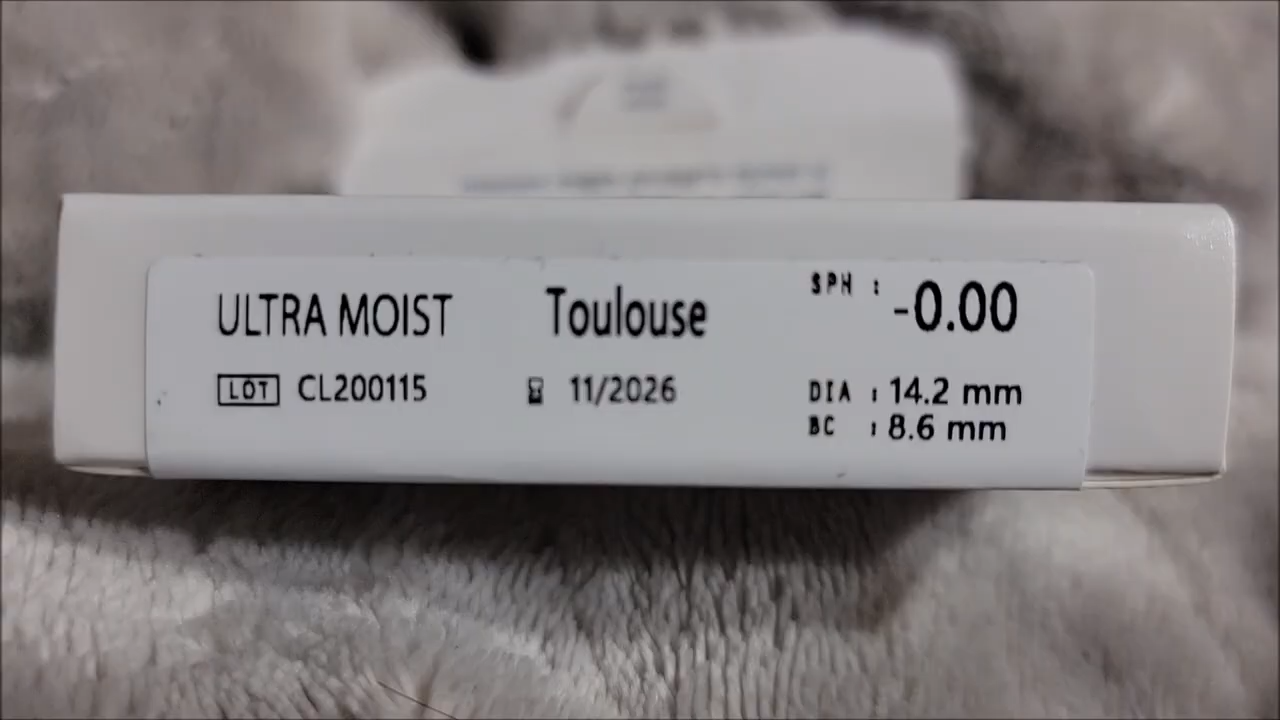 ULTRA MOIST Toulouse SPH : -0.00
LOT CL200115 11/2026 DIA : 14.2 mm
BC : 8.6 mm